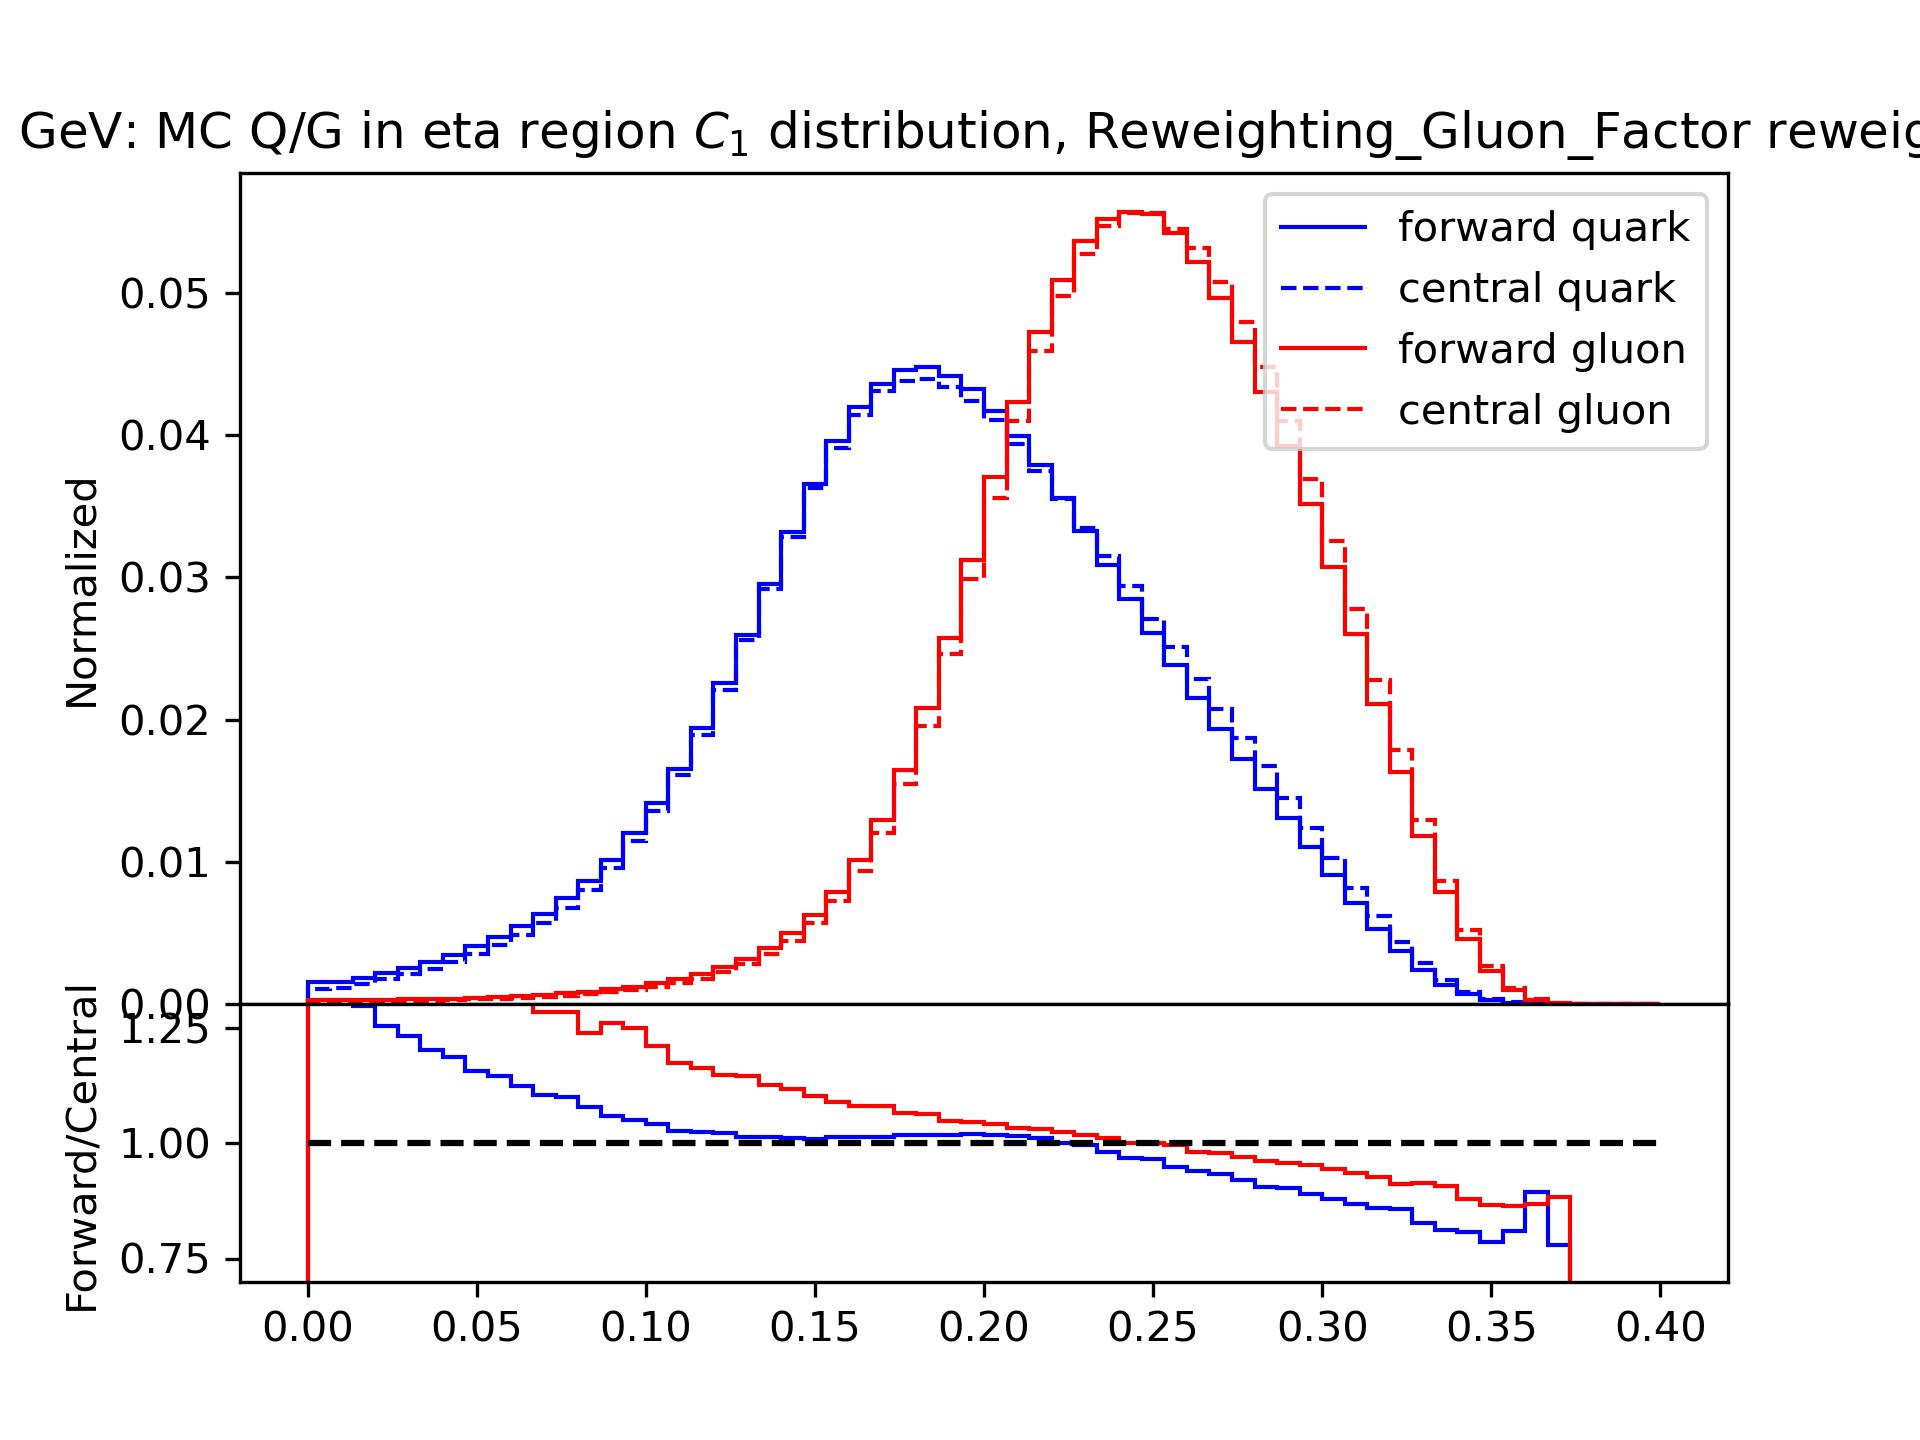 GeV: MC Q/G in eta region C₁ distribution, Reweighting_Gluon_Factor
forward quark
central quark
forward gluon
central gluon
Normalized
0.05
0.04
0.03
0.02
0.01
0.00
Forward/Central
1.25
1.00
0.75
0.00 0.05 0.10 0.15 0.20 0.25 0.30 0.35 0.40